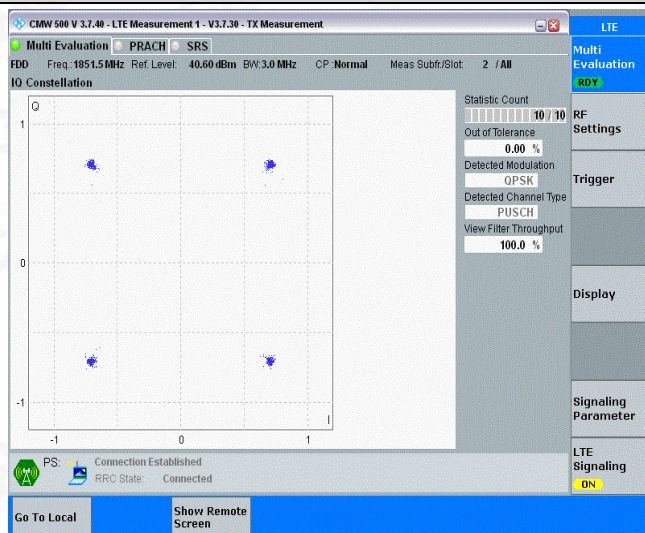 CMW 500 V 3.7.40 - LTE Measurement 1 - V3.7.30 - TX Measurement
LTE
Multi Evaluation PRACH SRS
Multi
Evaluation
RDY
FDD Freq.:1851.5 MHz Ref. Level: 40.60 dBm BW:3.0 MHz CP :Normal Meas Subfr./Slot: 2 / All
IQ Constellation
Q
1
0
-1
I
-1 0 1
Statistic Count
10 / 10
Out of Tolerance
0.00 %
Detected Modulation
QPSK
Detected Channel Type
PUSCH
View Filter Throughput
100.0 %
RF
Settings
Trigger
Display
Signaling
Parameter
LTE
Signaling
ON
PS: Connection Established
RRC State: Connected
Go To Local
Show Remote
Screen